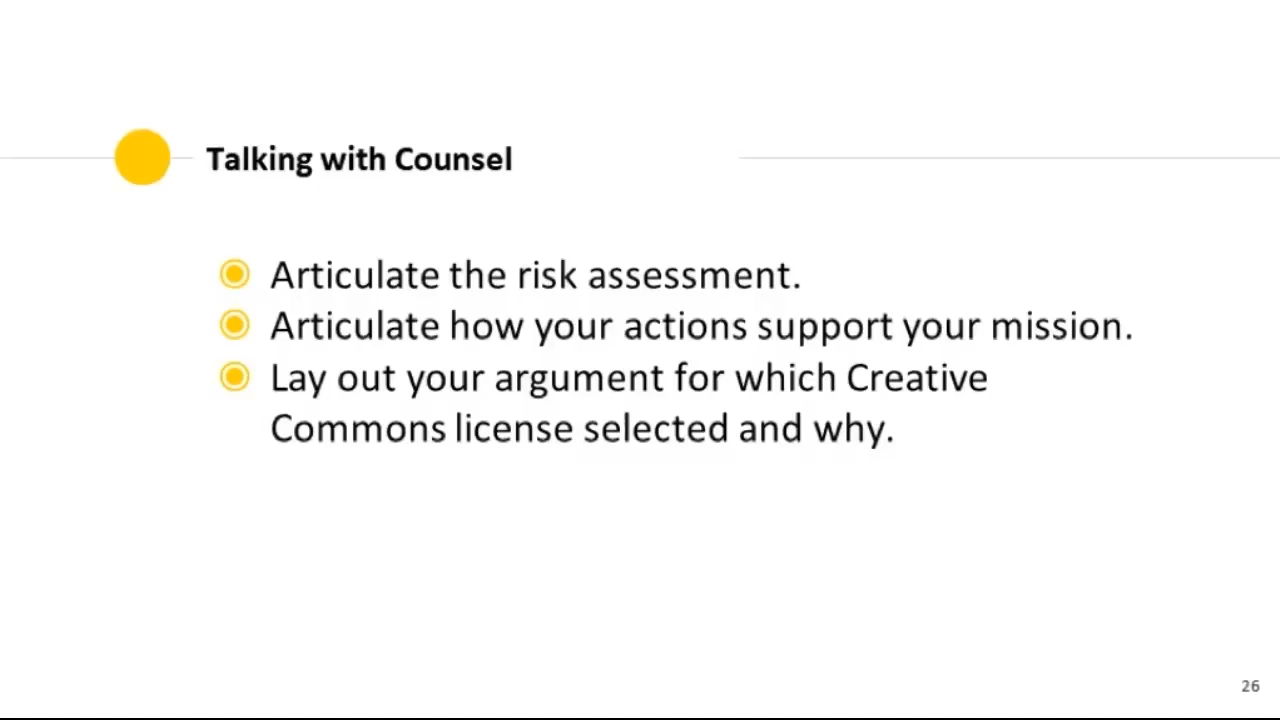 Talking with Counsel
Articulate the risk assessment.
Articulate how your actions support your mission.
Lay out your argument for which Creative
Commons license selected and why.
26